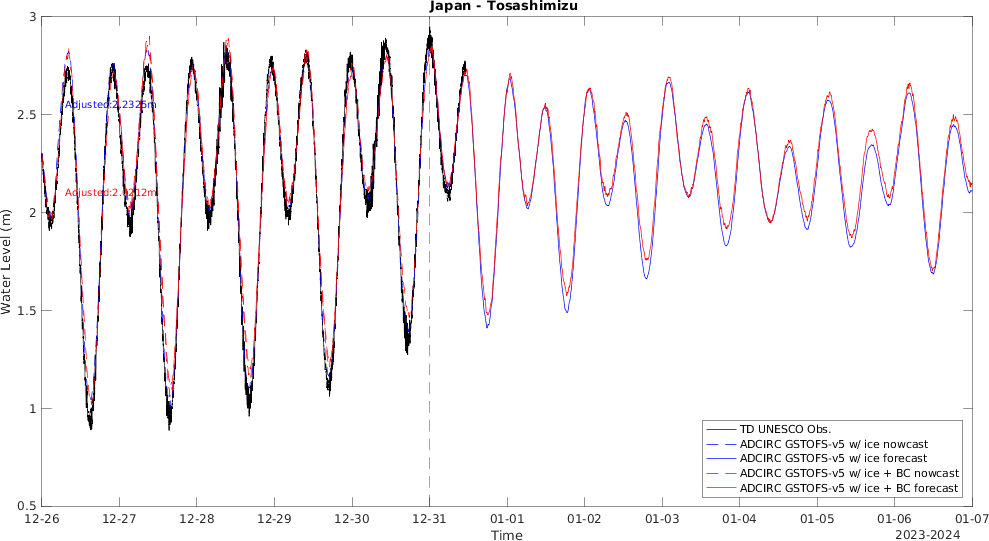 Japan - Tosashimizu
Water Level (m)
3
2.5
2
1.5
1
0.5
Adjusted:2.2325m
Adjusted:2.0212m
TD UNESCO Obs.
ADCIRC GSTOFS-v5 w/ ice nowcast
ADCIRC GSTOFS-v5 w/ ice forecast
ADCIRC GSTOFS-v5 w/ ice + BC nowcast
ADCIRC GSTOFS-v5 w/ ice + BC forecast
12-26 12-27 12-28 12-29 12-30 12-31 01-01 01-02 01-03 01-04 01-05 01-06 01-07
Time
2023-2024